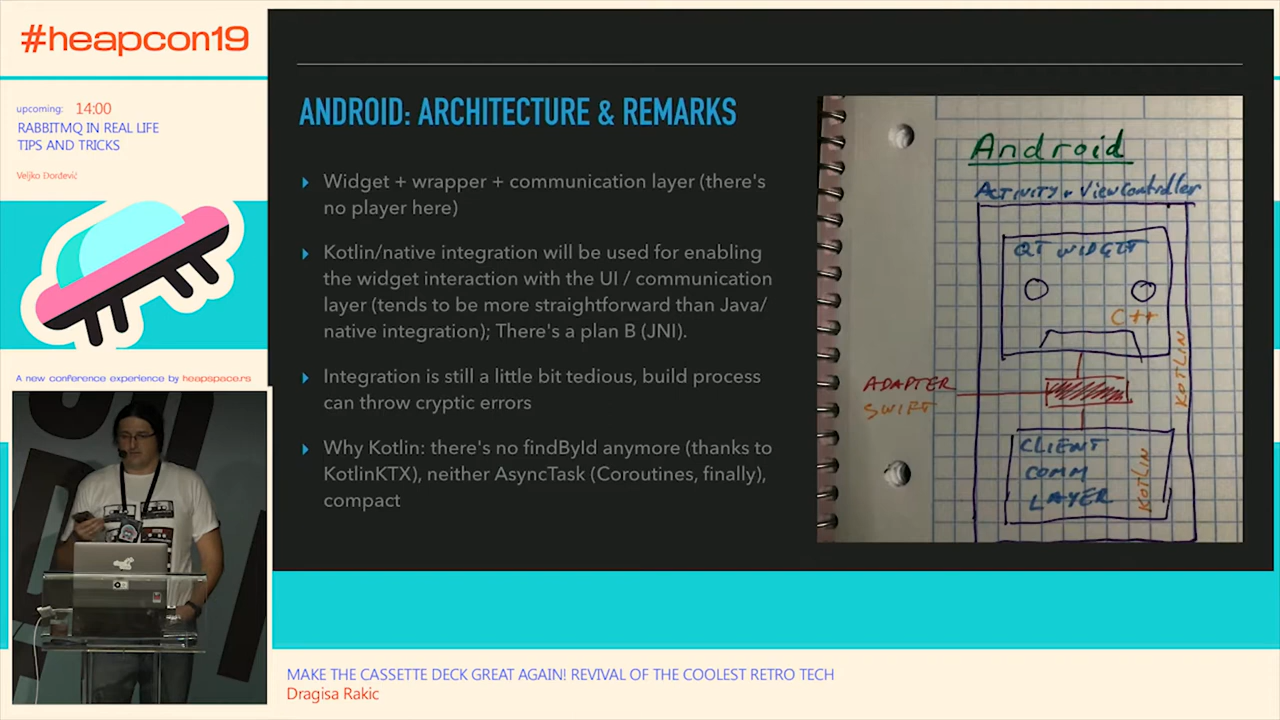 #heapcon19
upcoming: 14:00
RABBITMQ IN REAL LIFE
TIPS AND TRICKS
Veljko Đorđević
A new conference experience by heapspace.rs
ANDROID: ARCHITECTURE & REMARKS
Widget + wrapper + communication layer (there's
no player here)
Kotlin/native integration will be used for enabling
the widget interaction with the UI / communication
layer (tends to be more straightforward than Java/
native integration); There's a plan B (JNI).
Integration is still a little bit tedious, build process
can throw cryptic errors
Why Kotlin: there's no findById anymore (thanks to
KotlinKTX), neither AsyncTask (Coroutines, finally),
compact
Android
ACTIVITY + ViewController
QT WIDGET
C++
KOTLIN
ADAPTER
SWIFT
CLIENT
COMM
LAYER
KOTLIN
MAKE THE CASSETTE DECK GREAT AGAIN! REVIVAL OF THE COOLEST RETRO TECH
Dragisa Rakic